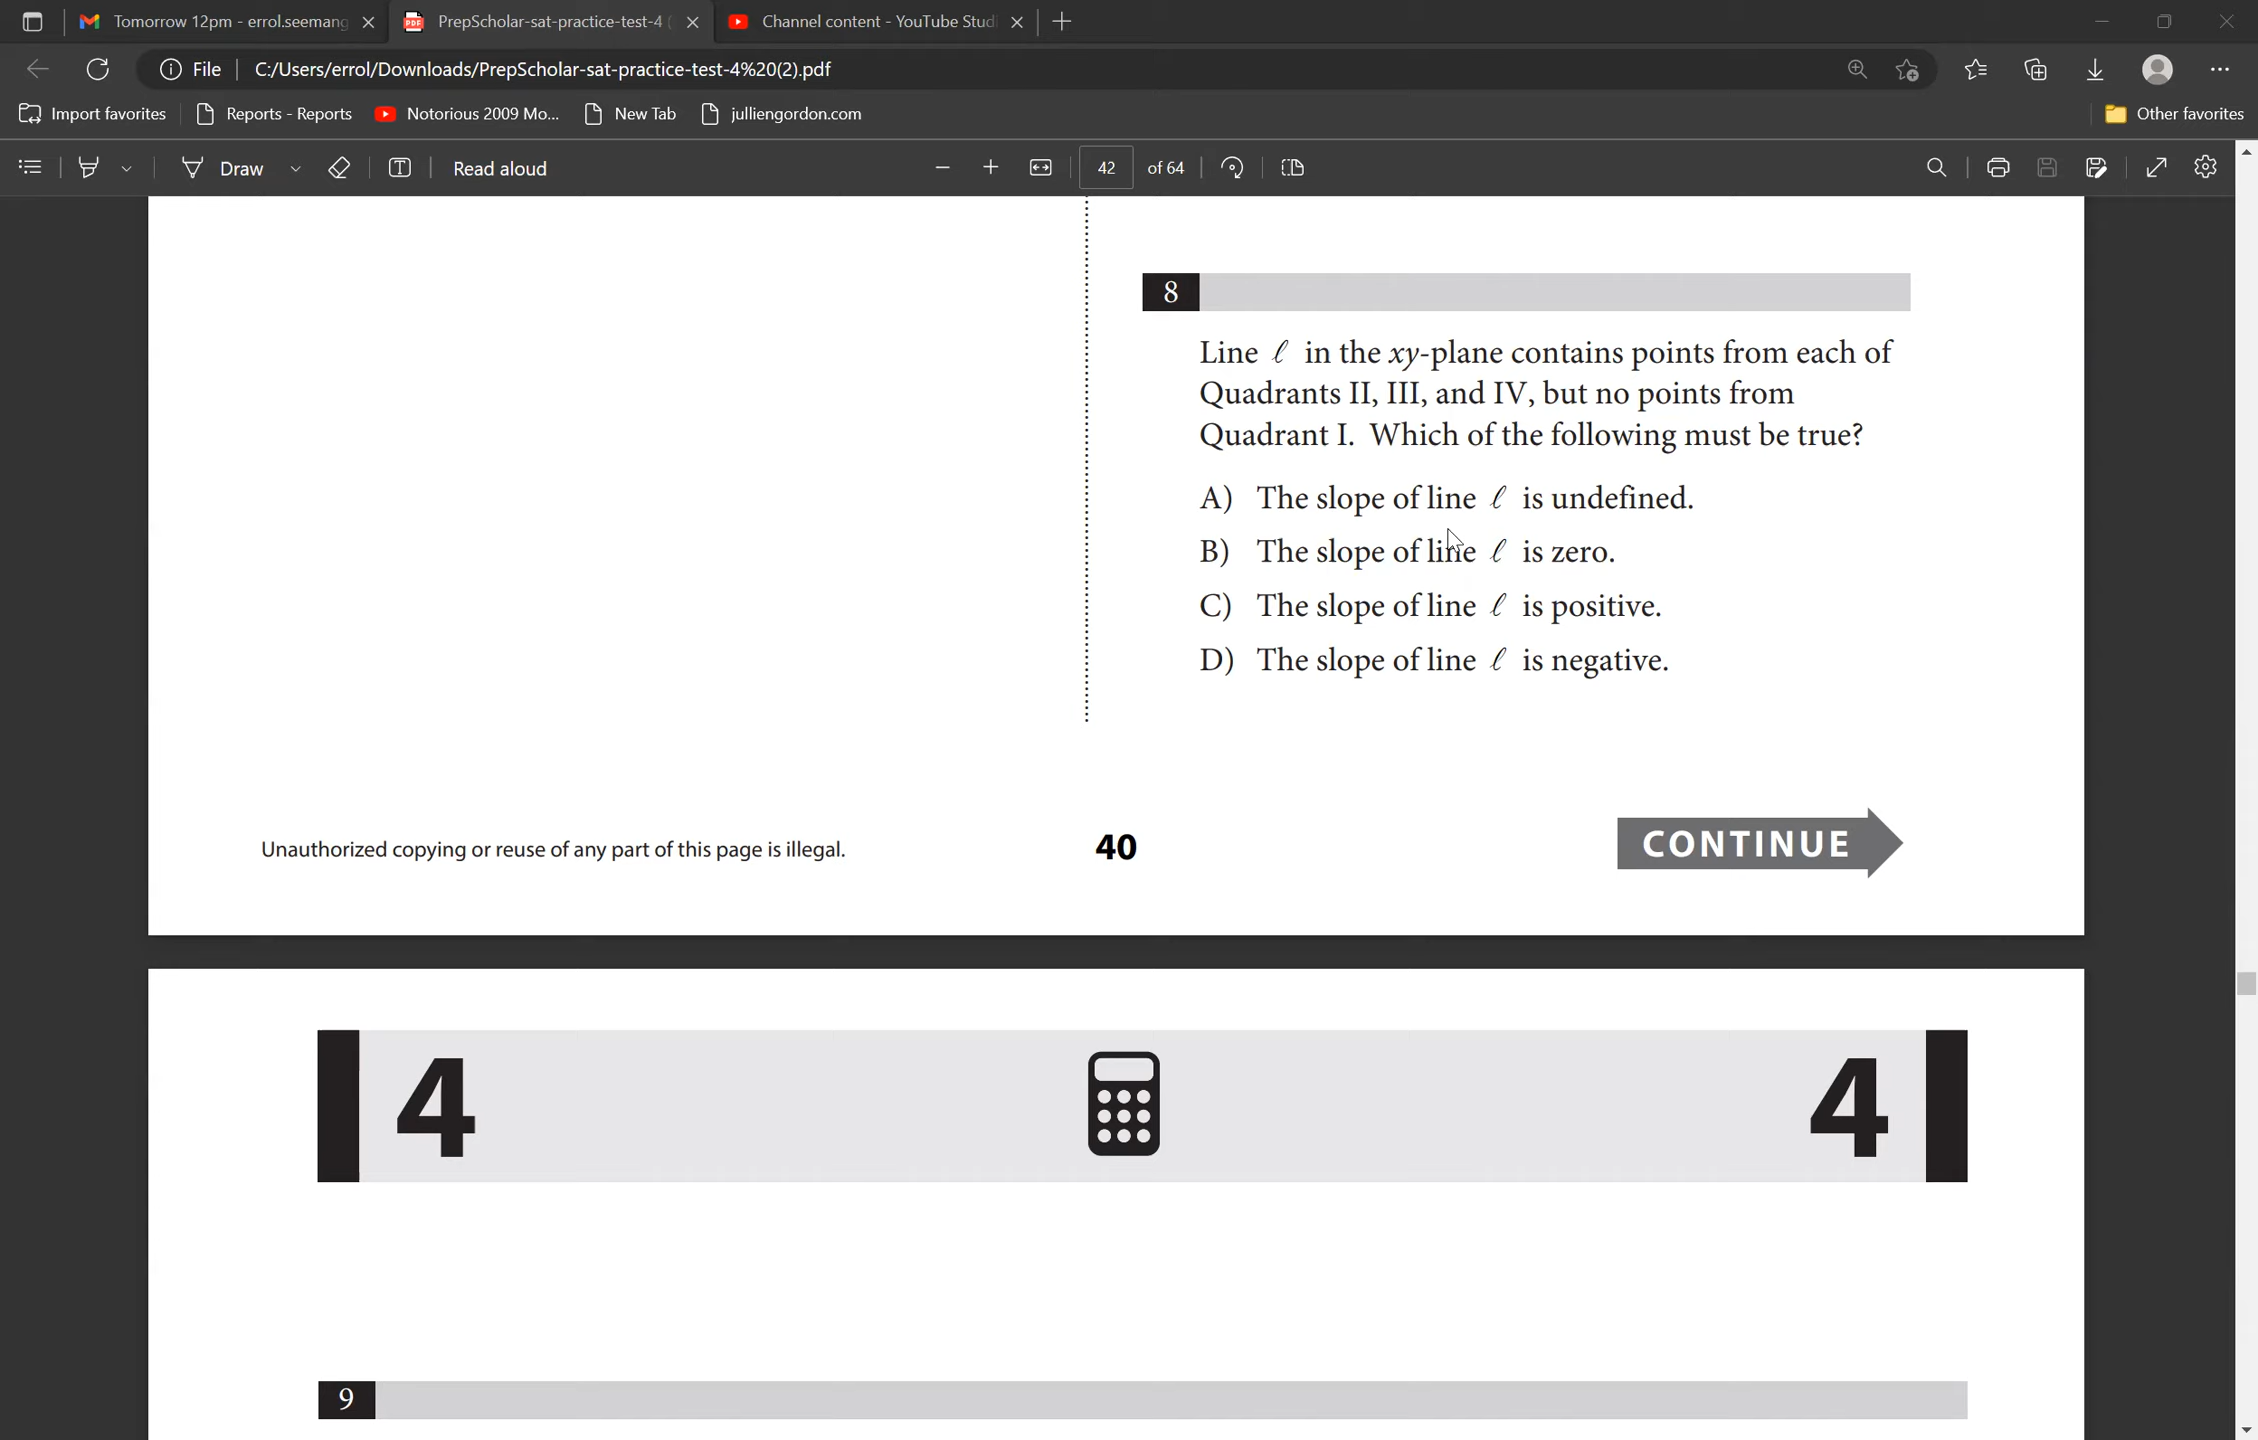 Tomorrow 12pm - errol.seemang
PrepScholar-sat-practice-test-4 (
Channel content - YouTube Studi
File
C:/Users/errol/Downloads/PrepScholar-sat-practice-test-4%20(2).pdf
Import favorites
Reports - Reports
Notorious 2009 Mo...
New Tab
julliengordon.com
Other favorites
Draw
Read aloud
42
of 64
8
Line ℓ in the xy-plane contains points from each of
Quadrants II, III, and IV, but no points from
Quadrant I. Which of the following must be true?
A) The slope of line ℓ is undefined.
B) The slope of line ℓ is zero.
C) The slope of line ℓ is positive.
D) The slope of line ℓ is negative.
Unauthorized copying or reuse of any part of this page is illegal.
40
CONTINUE
4
4
9